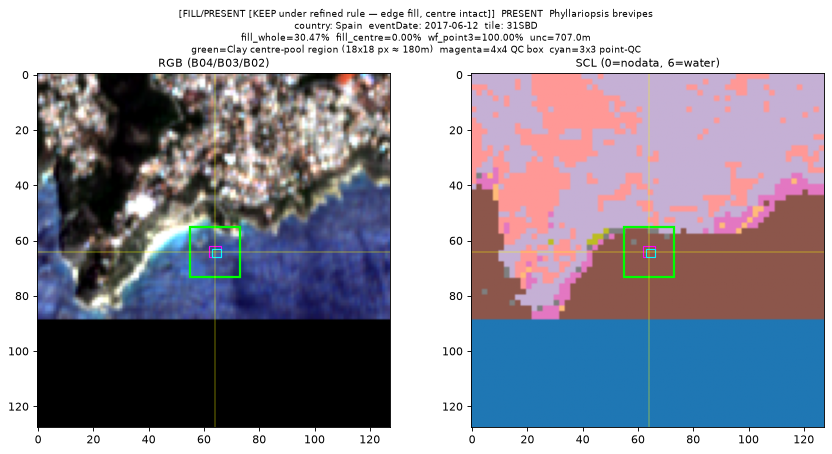 [FILL/PRESENT [KEEP under refined rule — edge fill, centre intact]]  PRESENT  Phyllariopsis brevipes
country: Spain  eventDate: 2017-06-12  tile: 31SBD
fill_whole=30.47%  fill_centre=0.00%  wf_point3=100.00%  unc=707.0m
green=Clay centre-pool region (18x18 px ≈ 180m)  magenta=4x4 QC box  cyan=3x3 point-QC
RGB (B04/B03/B02)
0
20
40
60
80
100
120
0 20 40 60 80 100 120
SCL (0=nodata, 6=water)
0
20
40
60
80
100
120
0 20 40 60 80 100 120